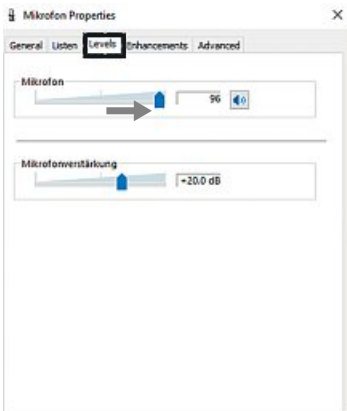 Mikrofon Properties
General Listen Levels Enhancements Advanced
Mikrofon
96
Mikrofonverstärkung
+20.0 dB